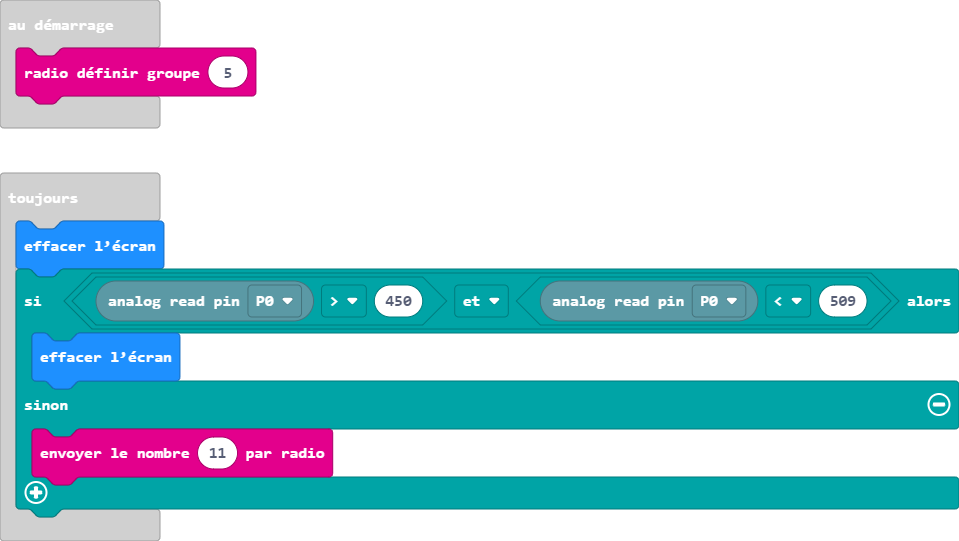 au démarrage
radio définir groupe 5
toujours
effacer l’écran
si analog read pin P0 > 450 et analog read pin P0 < 509 alors
effacer l’écran
sinon
envoyer le nombre 11 par radio